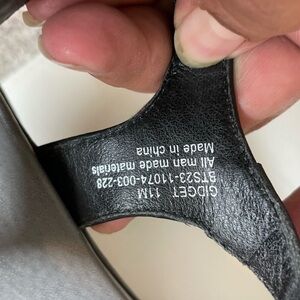 GIDGET 11M
BTS23-11074-003-228
All man made materials
Made in china